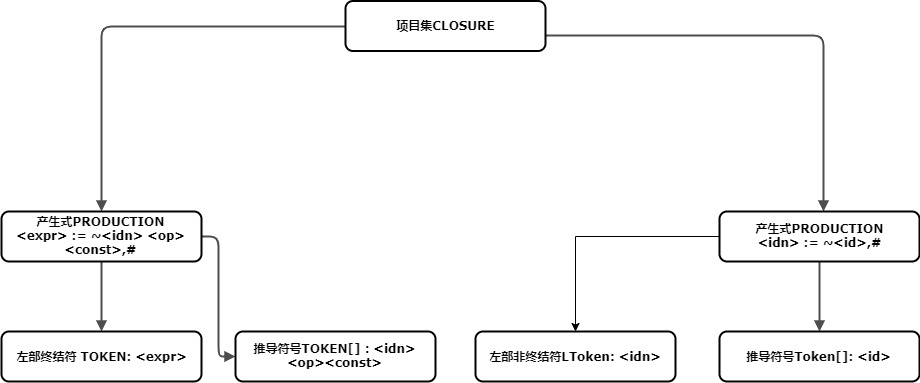 项目集CLOSURE
产生式PRODUCTION
<expr> := ~<idn> <op>
<const>,#
产生式PRODUCTION
<idn> := ~<id>,#
左部终结符 TOKEN: <expr>
推导符号TOKEN[] : <idn>
<op><const>
左部非终结符LToken: <idn>
推导符号Token[]: <id>